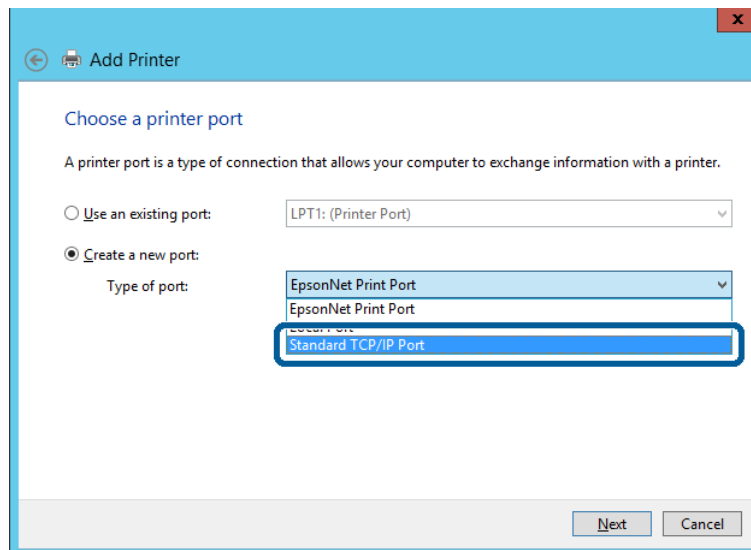 x
Add Printer
Choose a printer port
A printer port is a type of connection that allows your computer to exchange information with a printer.
Use an existing port: LPT1: (Printer Port)
Create a new port:
Type of port: EpsonNet Print Port
EpsonNet Print Port
Local Port
Standard TCP/IP Port
Next Cancel